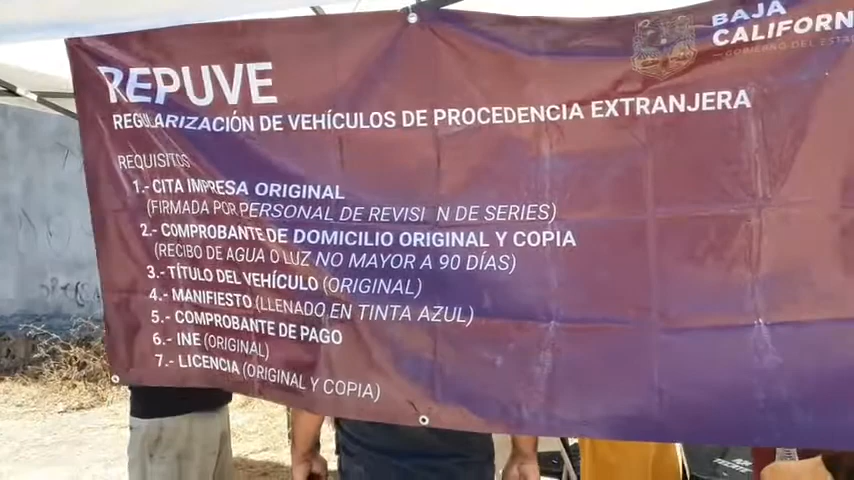 BAJA
CALIFORN
REPUVE
REGULARIZACIÓN DE VEHÍCULOS DE PROCEDENCIA EXTRANJERA
REQUISITOS
1.- CITA IMPRESA ORIGINAL
(FIRMADA POR PERSONAL DE REVISI N DE SERIES)
2.- COMPROBANTE DE DOMICILIO ORIGINAL Y COPIA
(RECIBO DE AGUA O LUZ NO MAYOR A 90 DÍAS)
3.- TÍTULO DEL VEHÍCULO (ORIGINAL)
4.- MANIFIESTO (LLENADO EN TINTA AZUL)
5.- COMPROBANTE DE PAGO
6.- INE (ORIGINAL)
7.- LICENCIA (ORIGINAL Y COPIA)